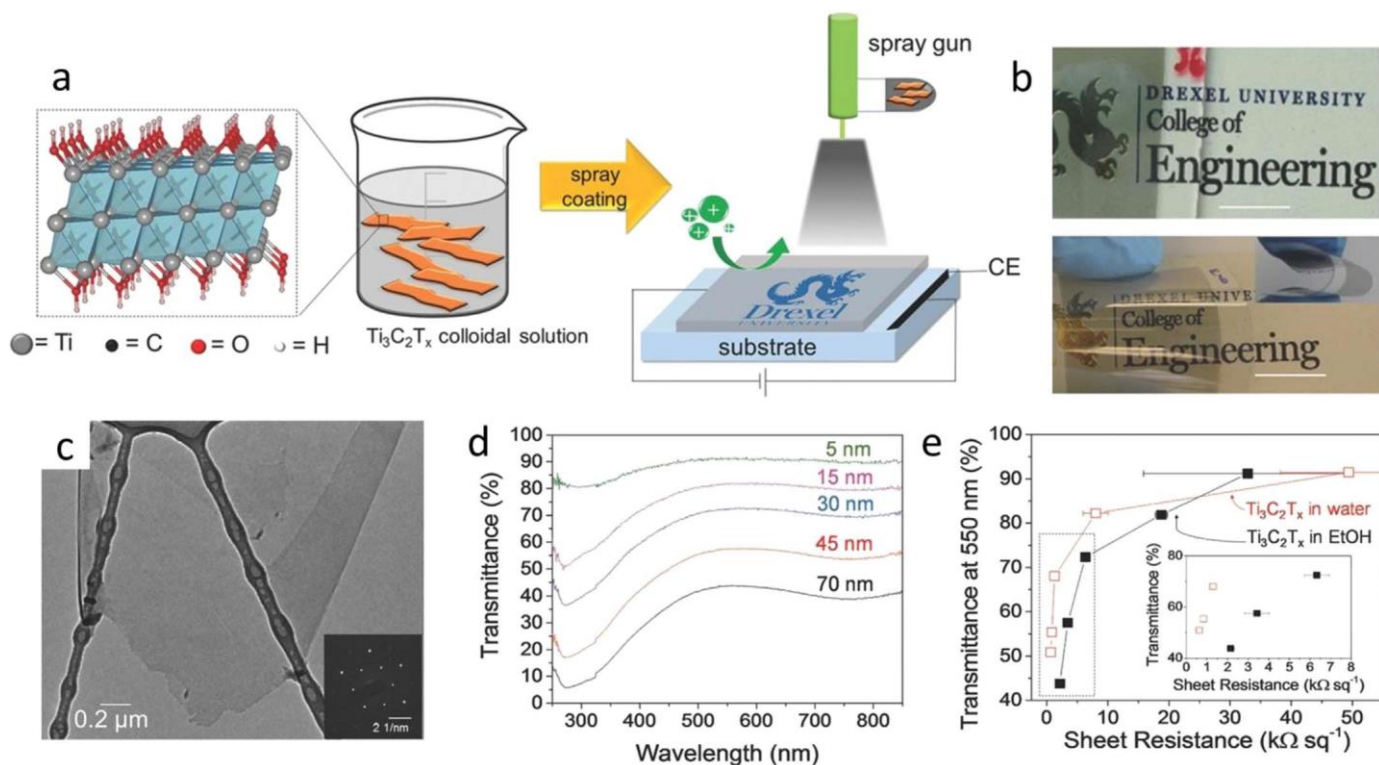 a
= Ti = C = O = H
Ti₃C₂Tₓ colloidal solution
spray
coating
spray gun
CE
Drexel
UNIVERSITY
substrate
b
DREXEL UNIVERSITY
College of
Engineering
DREXEL UNIVE
College of
Engineering
c
0.2 µm
2 1/nm
d
Transmittance (%)
100
90
80
70
60
50
40
30
20
10
0
5 nm
15 nm
30 nm
45 nm
70 nm
300 400 500 600 700 800
Wavelength (nm)
e
Transmittance at 550 nm (%)
100
90
80
70
60
50
40
Ti₃C₂Tₓ in water
Ti₃C₂Tₓ in EtOH
Transmittance (%)
80
60
40
0 1 2 3 4 5 6 7 8
Sheet Resistance (kΩ sq⁻¹)
0 10 20 30 40 50
Sheet Resistance (kΩ sq⁻¹)